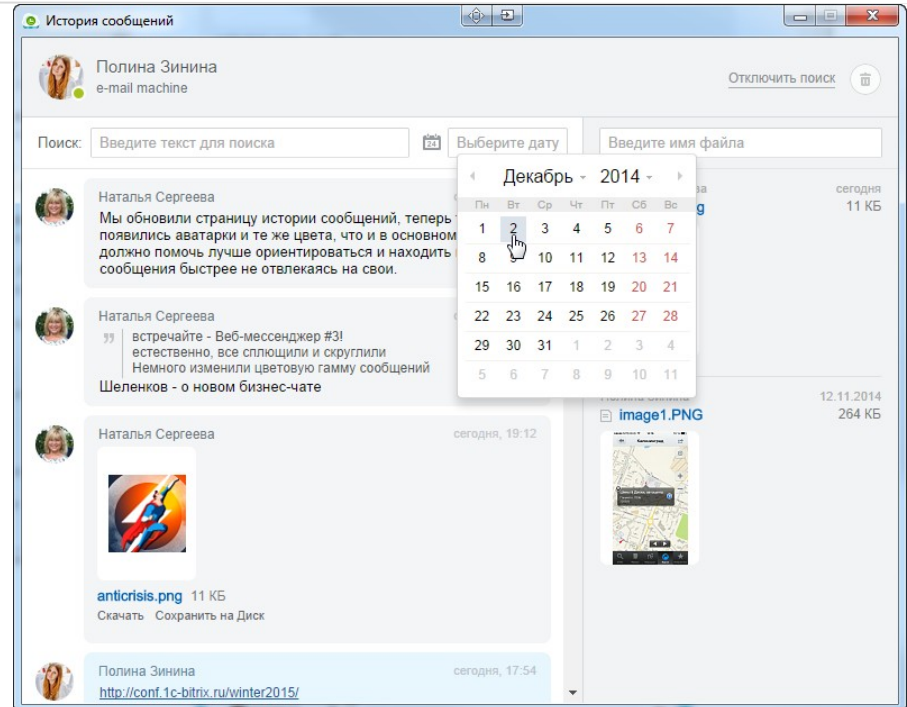 История сообщений
Полина Зинина
e-mail machine
Отключить поиск
Поиск:
Введите текст для поиска
24
Выберите дату
Введите имя файла
Декабрь 2014
Пн Вт Ср Чт Пт Сб Вс
1 2 3 4 5 6 7
8 9 10 11 12 13 14
15 16 17 18 19 20 21
22 23 24 25 26 27 28
29 30 31 1 2 3 4
5 6 7 8 9 10 11
Наталья Сергеева
Мы обновили страницу истории сообщений, теперь
появились аватарки и те же цвета, что и в основном
должно помочь лучше ориентироваться и находить
сообщения быстрее не отвлекаясь на свои.
Наталья Сергеева
встречайте - Веб-мессенджер #3!
естественно, все сплющили и скруглили
Немного изменили цветовую гамму сообщений
Шеленков - о новом бизнес-чате
Наталья Сергеева
сегодня, 19:12
anticrisis.png 11 КБ
Скачать Сохранить на Диск
Полина Зинина
сегодня, 17:54
http://conf.1c-bitrix.ru/winter2015/
сегодня
11 КБ
Полина Зинина
12.11.2014
image1.PNG
264 КБ